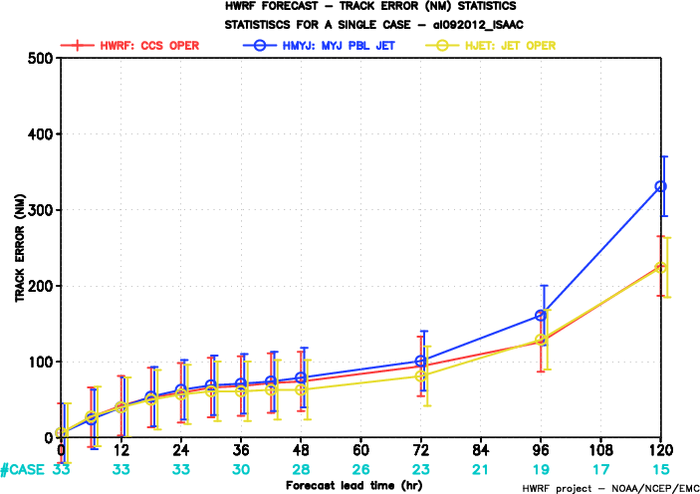 HWRF FORECAST – TRACK ERROR (NM) STATISTICS
STATISTISCS FOR A SINGLE CASE – al092012_ISAAC
HWRF: CCS OPER HMYJ: MYJ PBL JET HJET: JET OPER
500
400
300
200
100
0
TRACK ERROR (NM)
0 12 24 36 48 60 72 84 96 108 120
#CASE 33 33 33 30 28 26 23 21 19 17 15
Forecast lead time (hr)
HWRF project – NOAA/NCEP/EMC